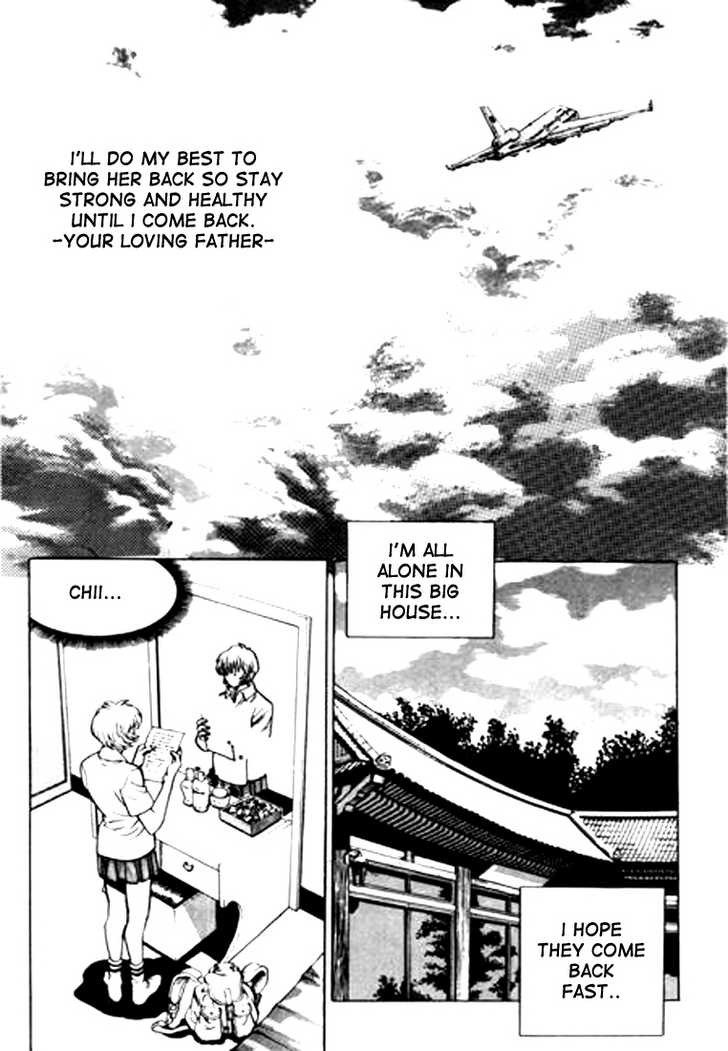 I'LL DO MY BEST TO
BRING HER BACK SO STAY
STRONG AND HEALTHY
UNTIL I COME BACK.
-YOUR LOVING FATHER-
CHII...
I'M ALL
ALONE IN
THIS BIG
HOUSE...
I HOPE
THEY COME
BACK
FAST..